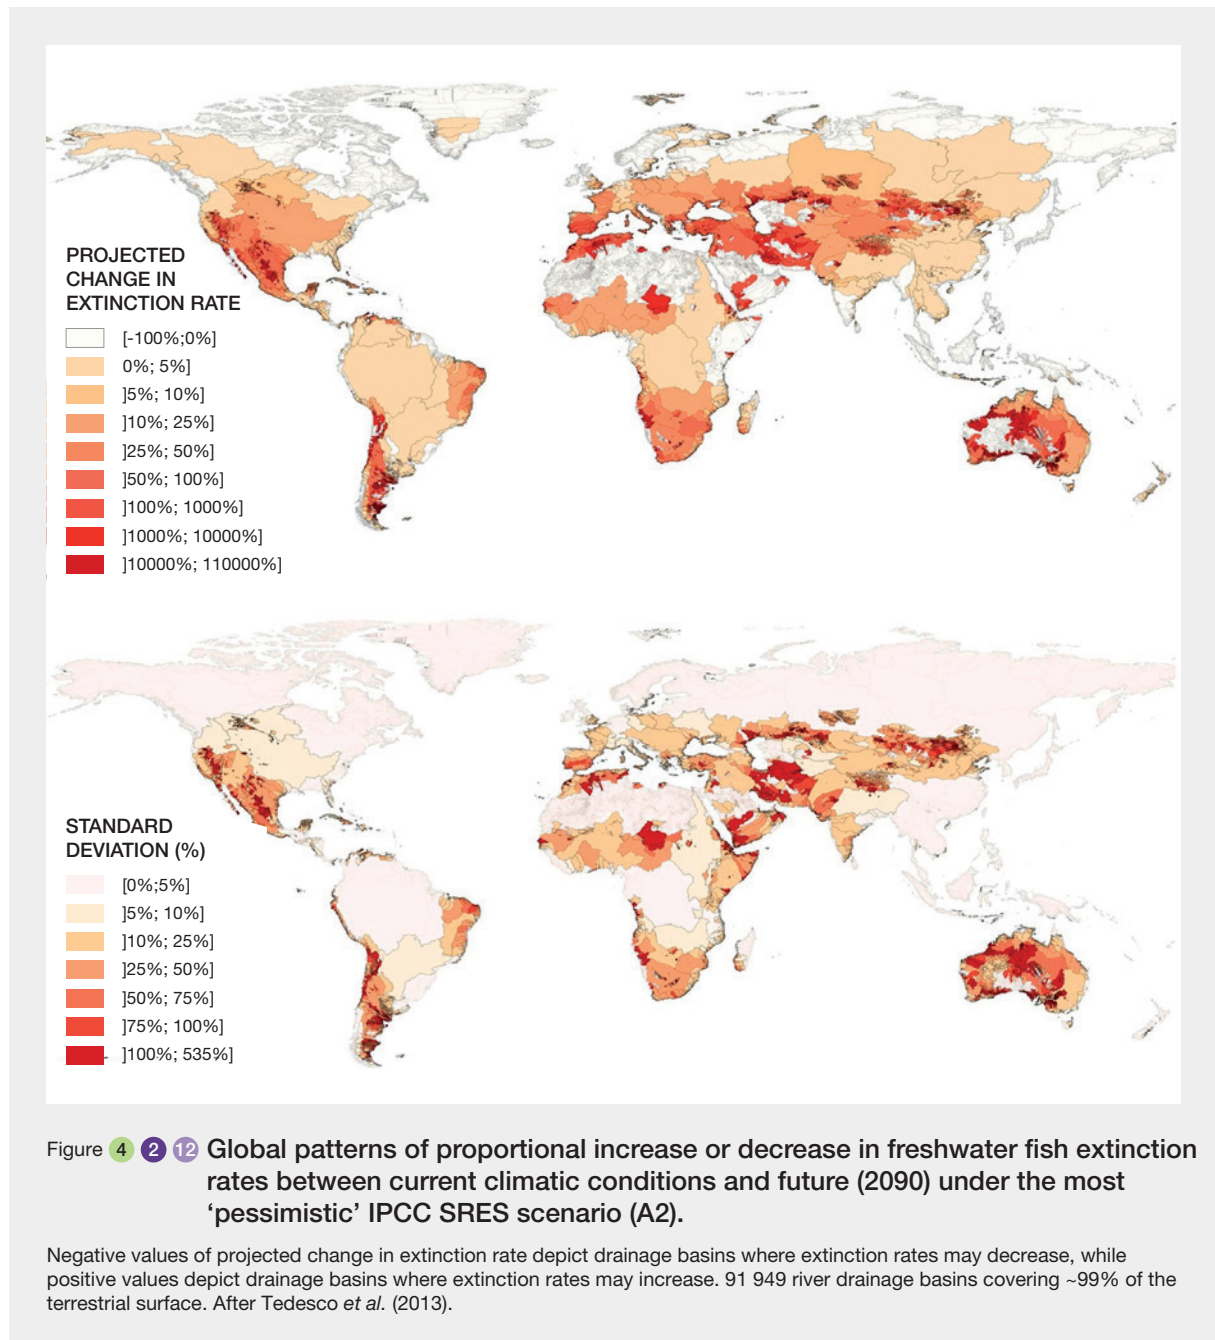 PROJECTED
CHANGE IN
EXTINCTION RATE
[-100%;0%]
0%; 5%]
]5%; 10%]
]10%; 25%]
]25%; 50%]
]50%; 100%]
]100%; 1000%]
]1000%; 10000%]
]10000%; 110000%]
STANDARD
DEVIATION (%)
[0%;5%]
]5%; 10%]
]10%; 25%]
]25%; 50%]
]50%; 75%]
]75%; 100%]
]100%; 535%]
Figure 4 2 12 Global patterns of proportional increase or decrease in freshwater fish extinction
rates between current climatic conditions and future (2090) under the most
‘pessimistic’ IPCC SRES scenario (A2).
Negative values of projected change in extinction rate depict drainage basins where extinction rates may decrease, while
positive values depict drainage basins where extinction rates may increase. 91 949 river drainage basins covering ~99% of the
terrestrial surface. After Tedesco et al. (2013).